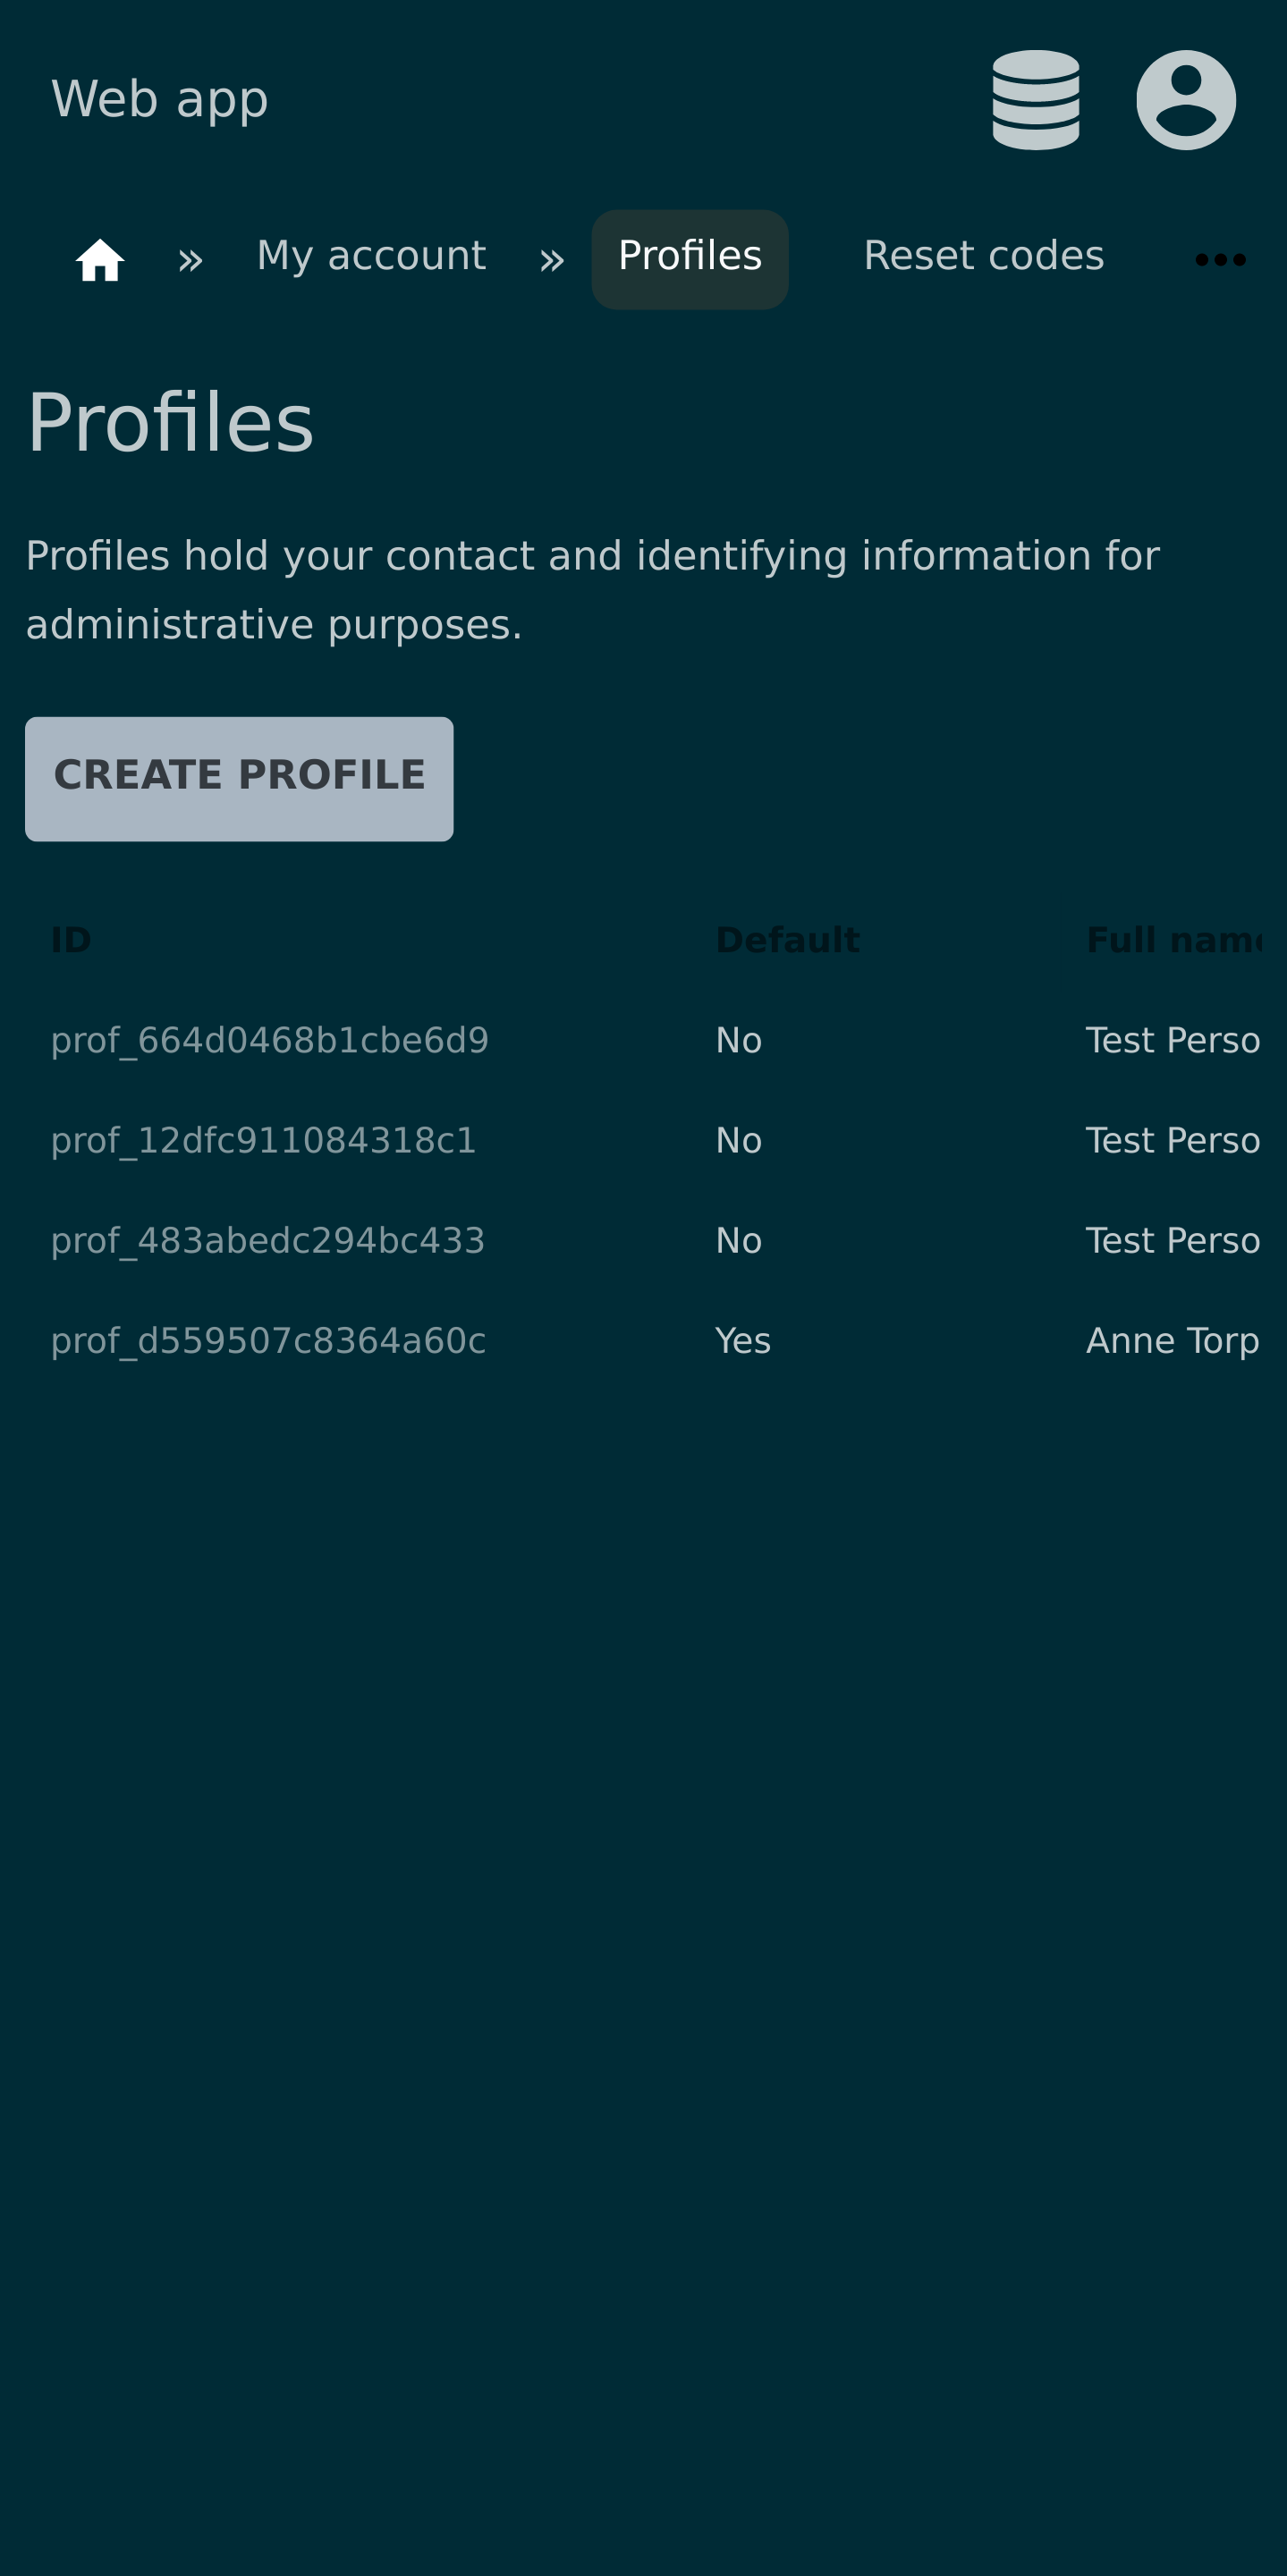 Web app
» My account » Profiles Reset codes
Profiles
Profiles hold your contact and identifying information for
administrative purposes.
CREATE PROFILE
ID Default Full name
prof_664d0468b1cbe6d9 No Test Perso
prof_12dfc911084318c1 No Test Perso
prof_483abedc294bc433 No Test Perso
prof_d559507c8364a60c Yes Anne Torp